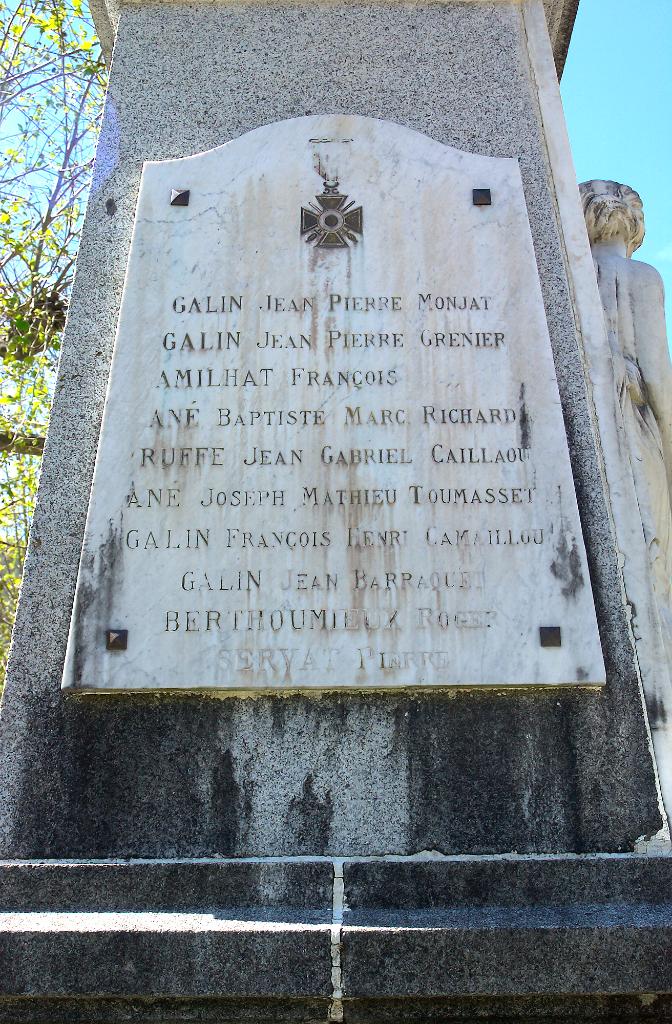 GALIN JEAN PIERRE MONJAT
GALIN JEAN PIERRE GRENIER
AMILHAT FRANÇOIS
ANÉ BAPTISTE MARC RICHARD
RUFFE JEAN GABRIEL CAILLAOU
ANÉ JOSEPH MATHIEU TOUMASSET
GALIN FRANÇOIS HENRI CAMAILLOU
GALIN JEAN BARRAQUET
BERTHOUMIEUX ROGER
SERVAT PIERRE